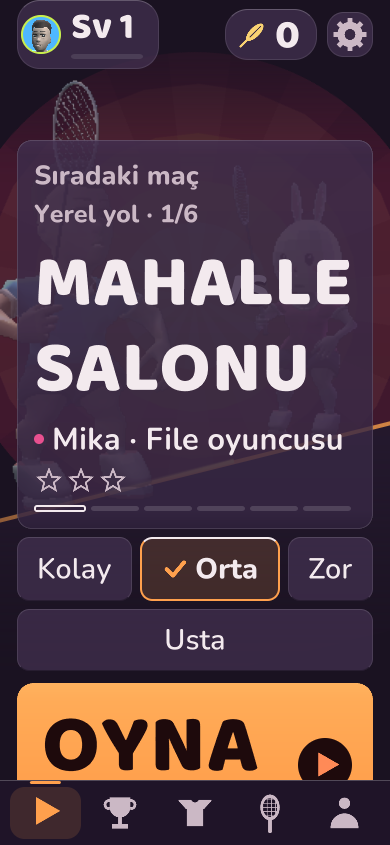 Sv 1
0
Sıradaki maç
Yerel yol · 1/6
MAHALLE
SALONU
Mika · File oyuncusu
Kolay
Orta
Zor
Usta
OYNA